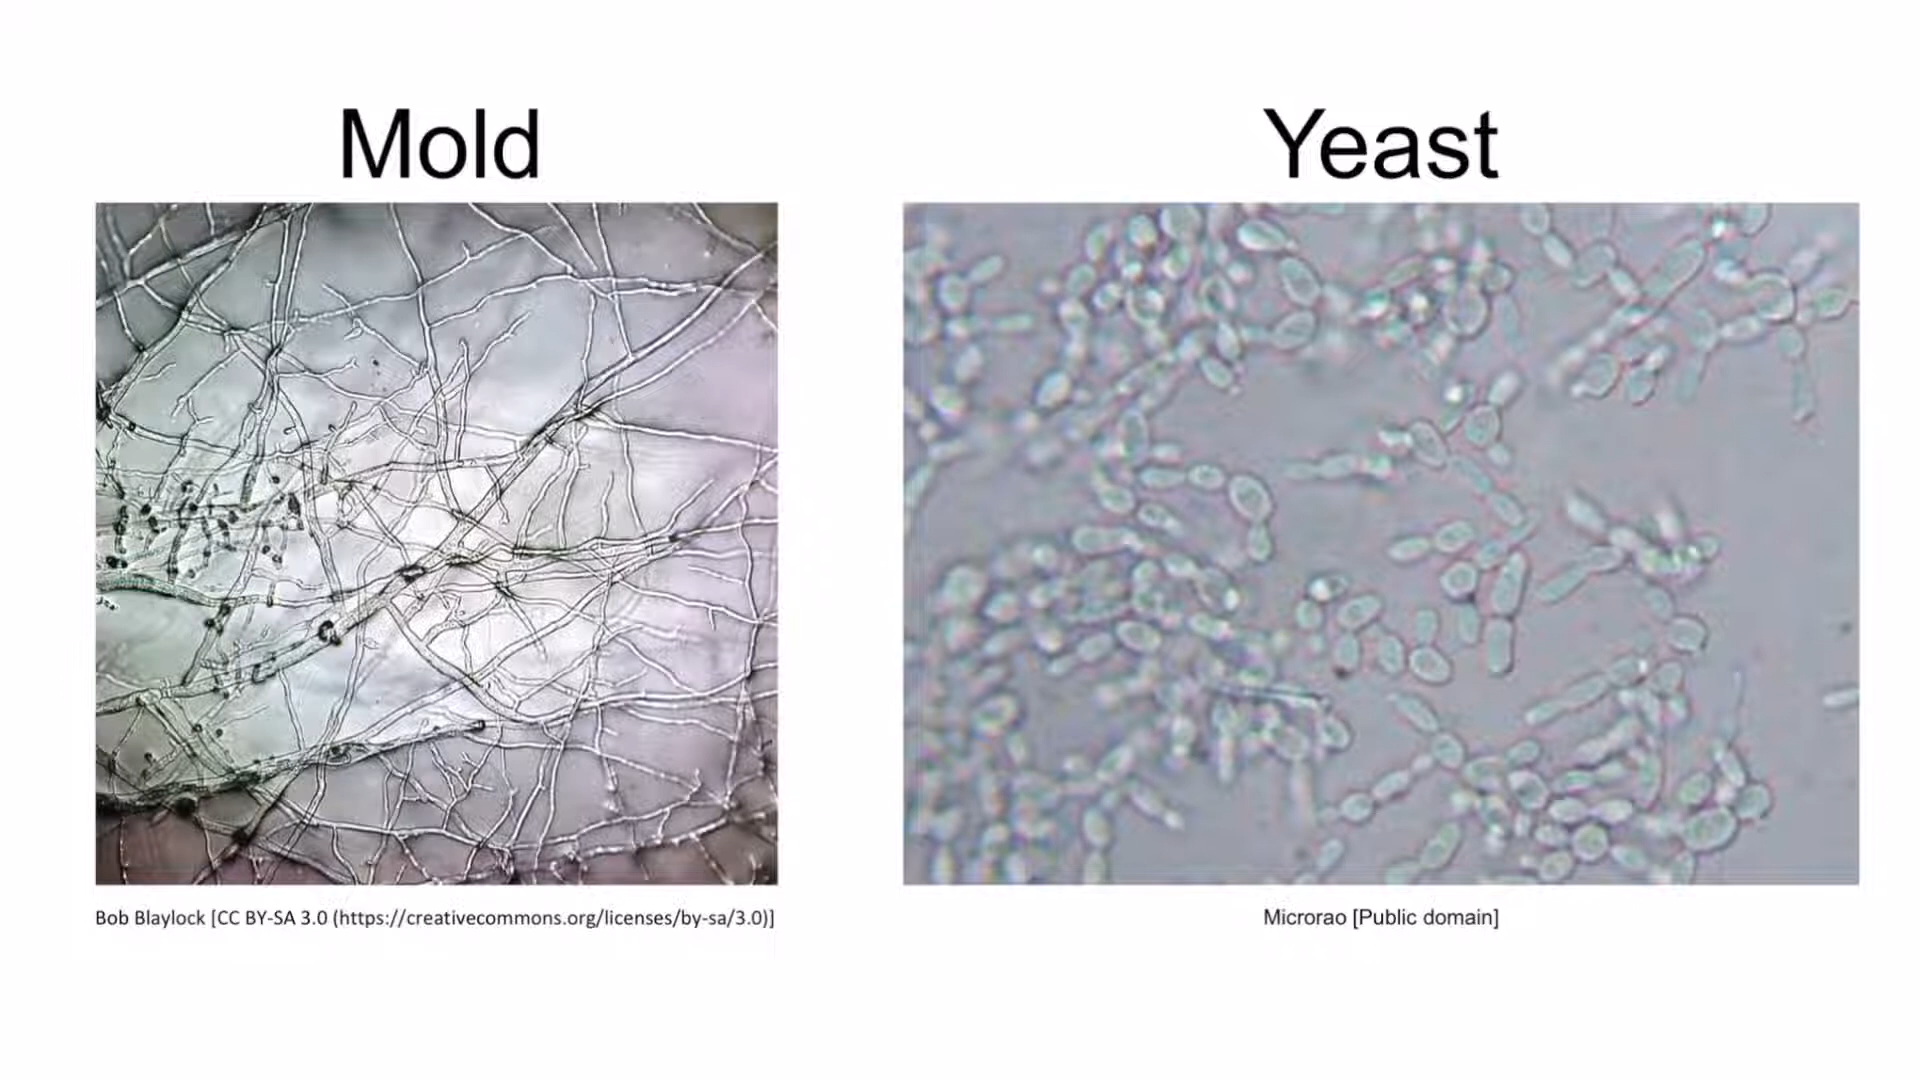 Mold
Yeast
Bob Blaylock [CC BY-SA 3.0 (https://creativecommons.org/licenses/by-sa/3.0)]
Microrao [Public domain]